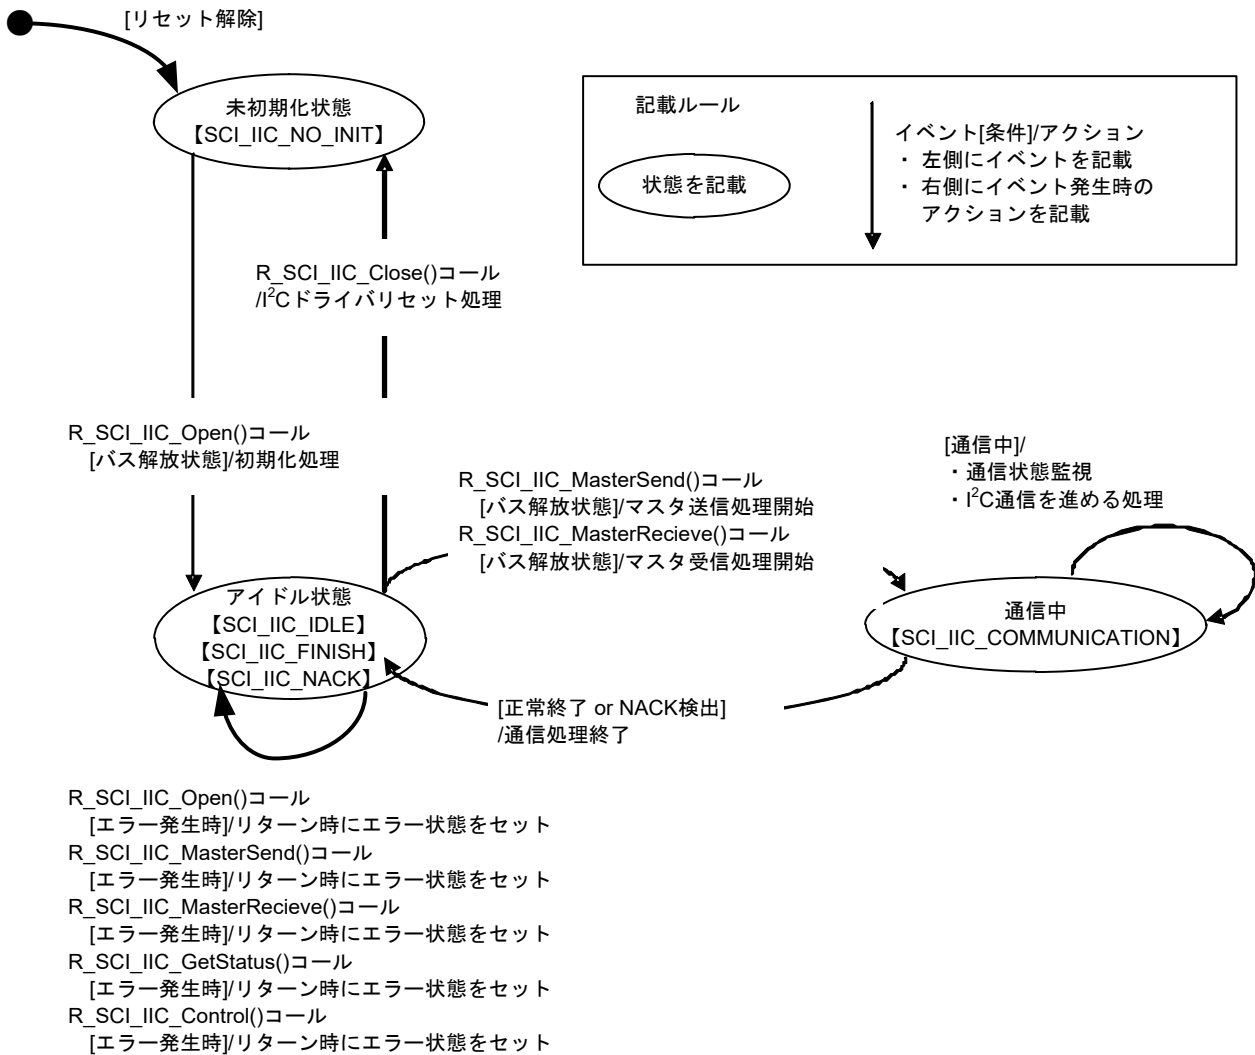 [リセット解除]
未初期化状態
【SCI_IIC_NO_INIT】
記載ルール
状態を記載
イベント[条件]/アクション
・ 左側にイベントを記載
・ 右側にイベント発生時の
アクションを記載
R_SCI_IIC_Close()コール
/I²Cドライバリセット処理
R_SCI_IIC_Open()コール
[バス解放状態]/初期化処理
R_SCI_IIC_MasterSend()コール
[バス解放状態]/マスタ送信処理開始
R_SCI_IIC_MasterRecieve()コール
[バス解放状態]/マスタ受信処理開始
[通信中]/
・通信状態監視
・I²C通信を進める処理
アイドル状態
【SCI_IIC_IDLE】
【SCI_IIC_FINISH】
【SCI_IIC_NACK】
通信中
【SCI_IIC_COMMUNICATION】
[正常終了 or NACK検出]
/通信処理終了
R_SCI_IIC_Open()コール
[エラー発生時]/リターン時にエラー状態をセット
R_SCI_IIC_MasterSend()コール
[エラー発生時]/リターン時にエラー状態をセット
R_SCI_IIC_MasterRecieve()コール
[エラー発生時]/リターン時にエラー状態をセット
R_SCI_IIC_GetStatus()コール
[エラー発生時]/リターン時にエラー状態をセット
R_SCI_IIC_Control()コール
[エラー発生時]/リターン時にエラー状態をセット